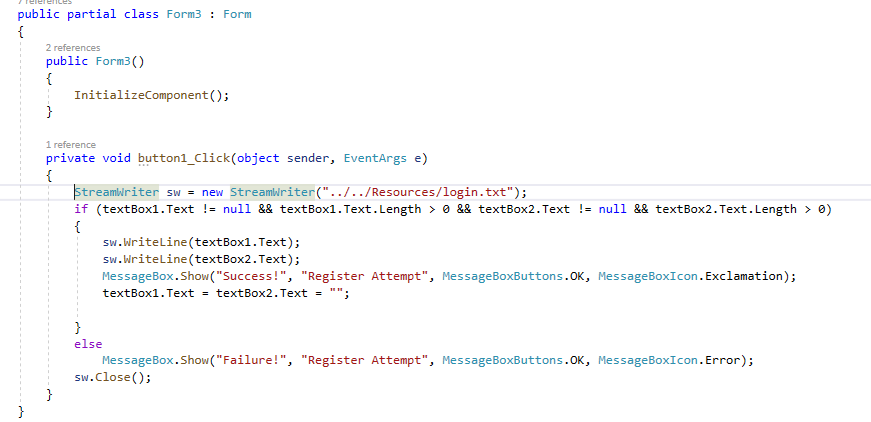 7 references
public partial class Form3 : Form
{
2 references
public Form3()
{
InitializeComponent();
}
1 reference
private void button1_Click(object sender, EventArgs e)
{
StreamWriter sw = new StreamWriter("../../Resources/login.txt");
if (textBox1.Text != null && textBox1.Text.Length > 0 && textBox2.Text != null && textBox2.Text.Length > 0)
{
sw.WriteLine(textBox1.Text);
sw.WriteLine(textBox2.Text);
MessageBox.Show("Success!", "Register Attempt", MessageBoxButtons.OK, MessageBoxIcon.Exclamation);
textBox1.Text = textBox2.Text = "";
}
else
MessageBox.Show("Failure!", "Register Attempt", MessageBoxButtons.OK, MessageBoxIcon.Error);
sw.Close();
}
}